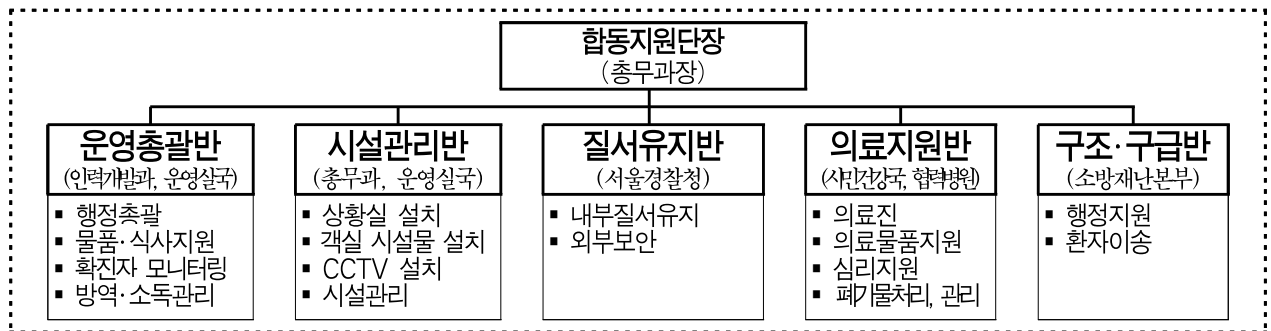 합동지원단장
(총무과장)
운영총괄반
(인력개발과, 운영실국)
▪ 행정총괄
▪ 물품·식사지원
▪ 확진자 모니터링
▪ 방역·소독관리
시설관리반
(총무과, 운영실국)
▪ 상황실 설치
▪ 객실 시설물 설치
▪ CCTV 설치
▪ 시설관리
질서유지반
(서울경찰청)
▪ 내부질서유지
▪ 외부보안
의료지원반
(시민건강국, 협력병원)
▪ 의료진
▪ 의료물품지원
▪ 심리지원
▪ 폐기물처리, 관리
구조·구급반
(소방재난본부)
▪ 행정지원
▪ 환자이송